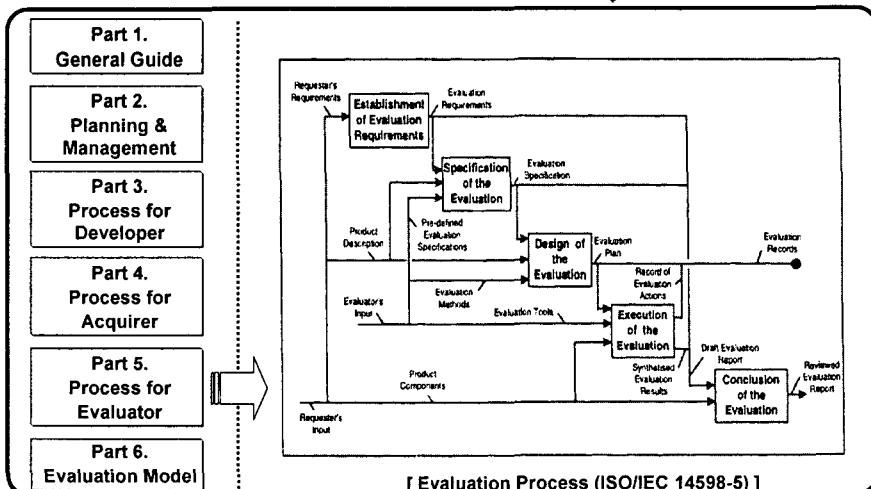 Part 1.
General Guide
Part 2.
Planning &
Management
Part 3.
Process for
Developer
Part 4.
Process for
Acquirer
Part 5.
Process for
Evaluator
Part 6.
Evaluation Model
Requester's
Requirements
Establishment
of Evaluation
Requirements
Evaluation
Requirements
Specification
of the
Evaluation
Evaluation
Specification
Product
Description
Pre-defined
Evaluation
Specifications
Design of
the
Evaluation
Evaluation
Plan
Evaluation
Records
Evaluation
Methods
Record of
Evaluation
Actions
Evaluator's
Input
Evaluation Tools
Execution
of the
Evaluation
Product
Components
Synthesised
Evaluation
Results
Draft Evaluation
Report
Conclusion
of the
Evaluation
Reviewed
Evaluation
Report
Requester's
Input
[ Evaluation Process (ISO/IEC 14598-5) ]